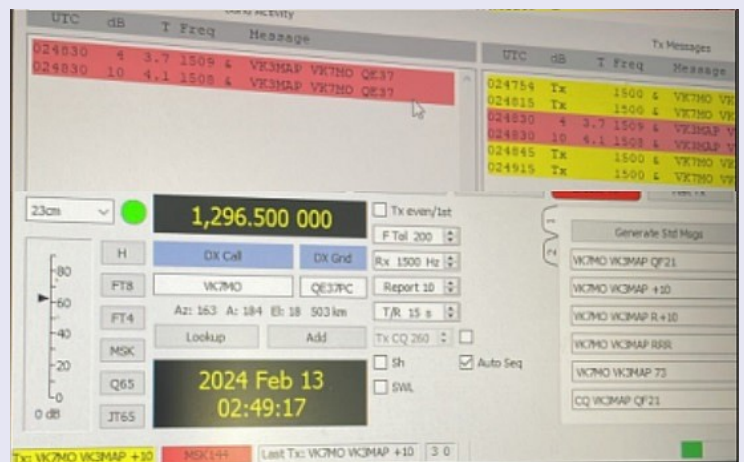 Band Activity
UTC dB T Freq Message
024830 4 3.7 1509 & VK3MAP VK7MO QE37
024830 10 4.1 1508 & VK3MAP VK7MO QE37
Tx Messages
UTC dB T Freq Message
024754 Tx 1500 & VK7MO VK
024815 Tx 1500 & VK7MO VK
024830 4 3.7 1509 & VK3MAP V
024830 10 4.1 1508 & VK3MAP V
024845 Tx 1500 & VK7MO VK
024915 Tx 1500 & VK7MO VK
23cm
1,296.500 000
Tx even/1st
F Tol 200
H
DX Call DX Grid
Rx 1500 Hz
FT8
VK7MO QE37PC
Report 10
FT4
Az: 163 A: 184 El: 18 503 km
T/R 15 s
Lookup Add
Tx CQ 260
MSK
Sh
Auto Seq
Q65
2024 Feb 13
SWL
02:49:17
JT65
-80
-60
-40
-20
0
0 dB
1
2
Generate Std Msgs
VK7MO VK3MAP QF21
VK7MO VK3MAP +10
VK7MO VK3MAP R+10
VK7MO VK3MAP RRR
VK7MO VK3MAP 73
CQ VK3MAP QF21
Tx: VK7MO VK3MAP +10
MSK144
Last Tx: VK7MO VK3MAP +10
3 0